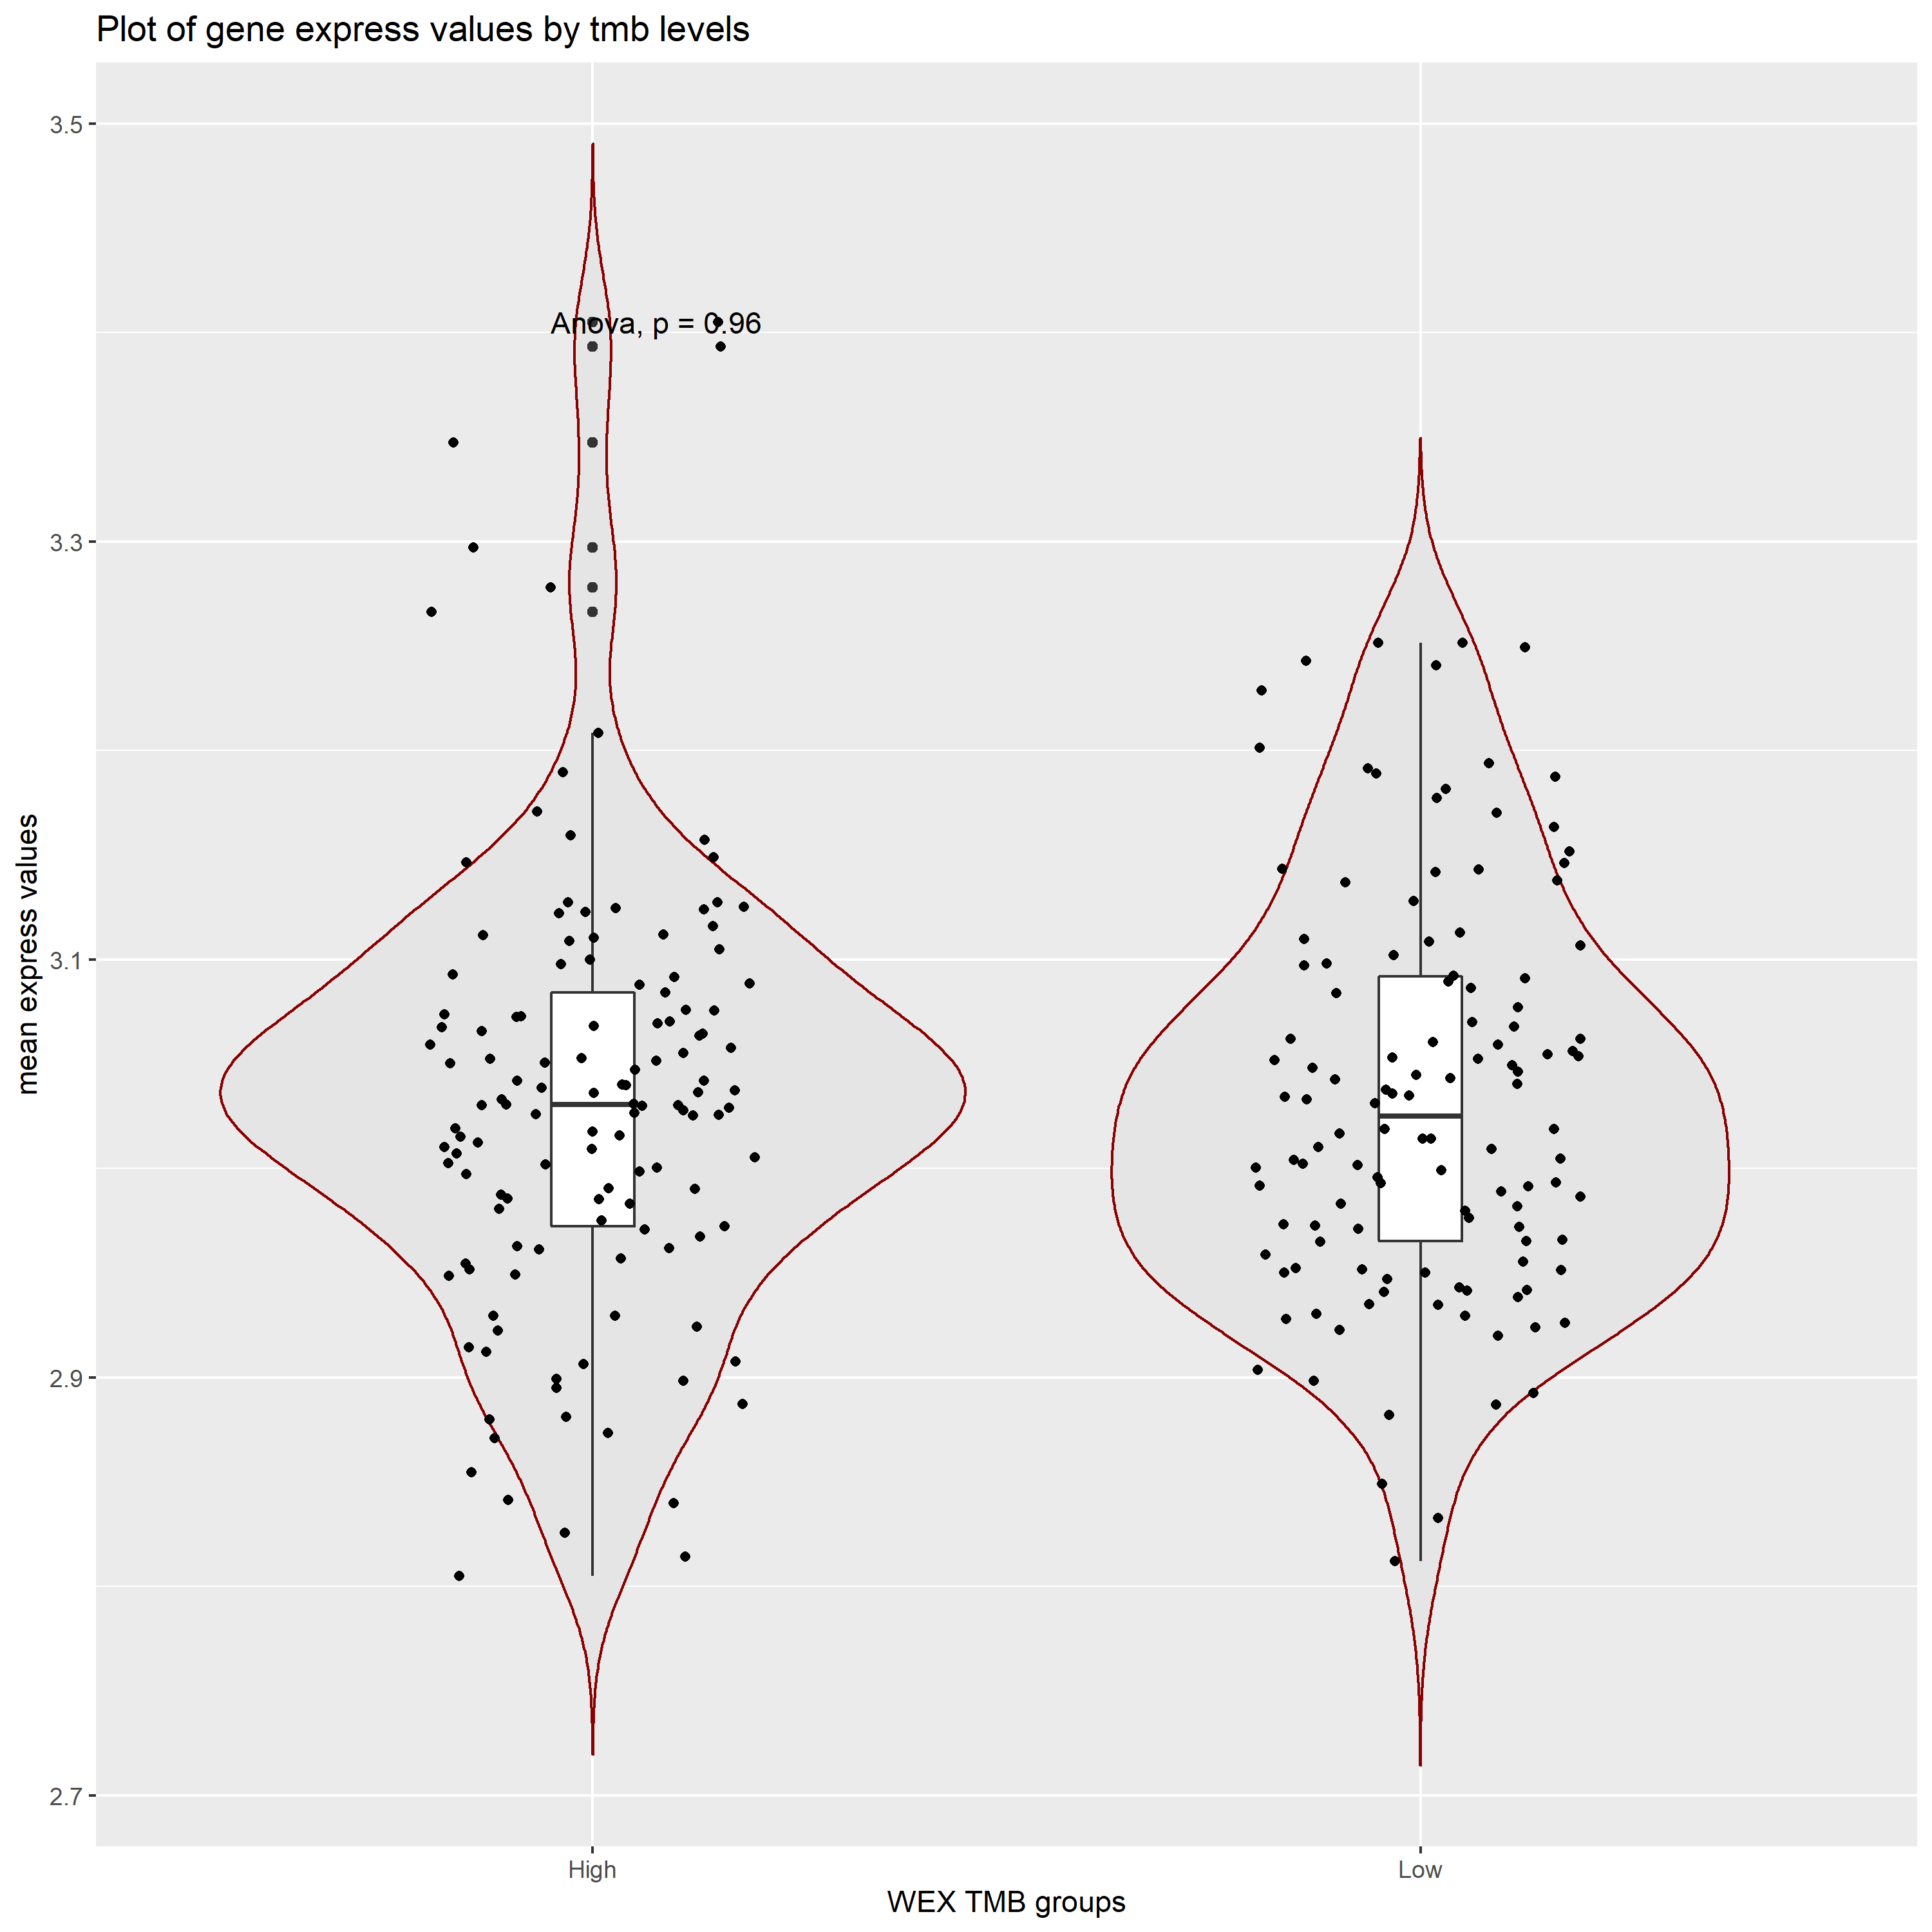 Plot of gene express values by tmb levels
3.5
Anova, p = 0.96
3.3
3.1
mean express values
2.9
2.7
High
Low
WEX TMB groups